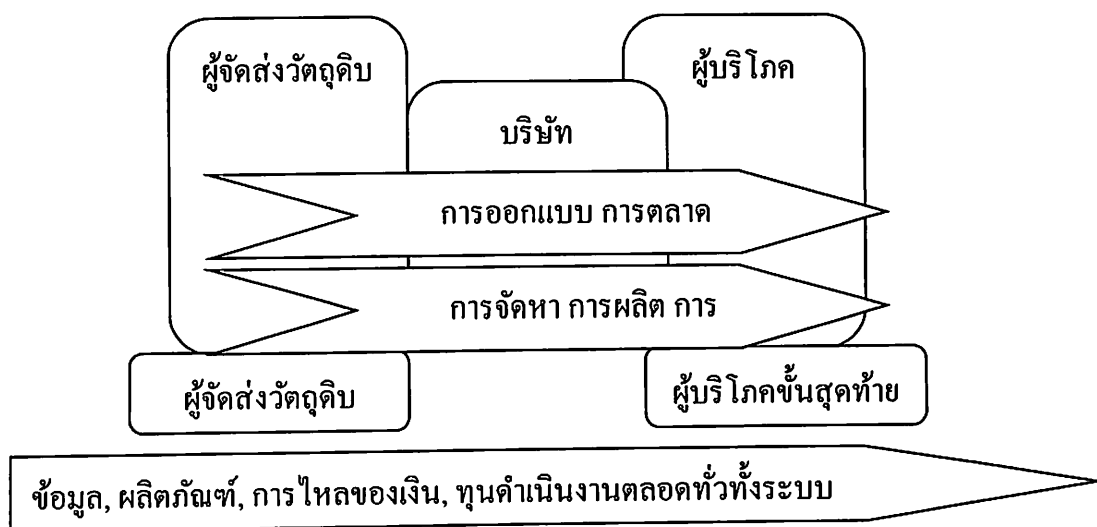 ผู้จัดส่งวัตถุดิบ
ผู้บริโภค
บริษัท
การออกแบบ การตลาด
การจัดหา การผลิต การ
ผู้จัดส่งวัตถุดิบ
ผู้บริโภคขั้นสุดท้าย
ข้อมูล, ผลิตภัณฑ์, การไหลของเงิน, ทุนดำเนินงานตลอดทั่วทั้งระบบ